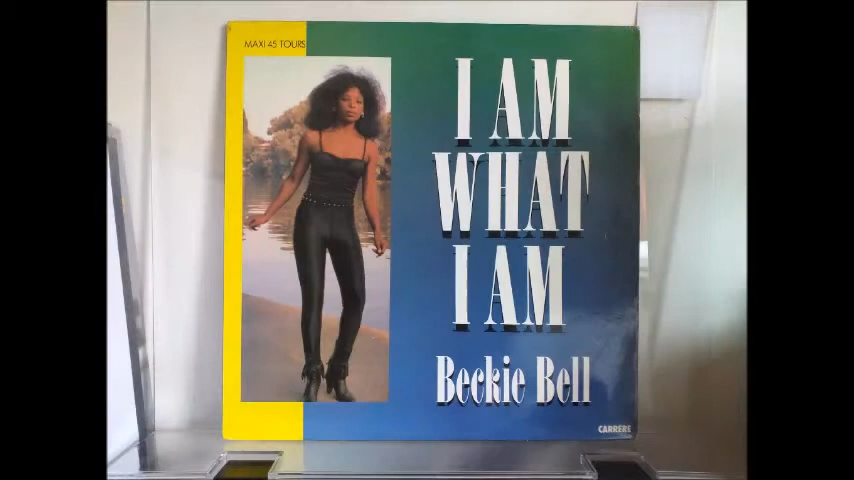 MAXI 45 TOURS
I AM
WHAT
I AM
Beckie Bell
CARRERE